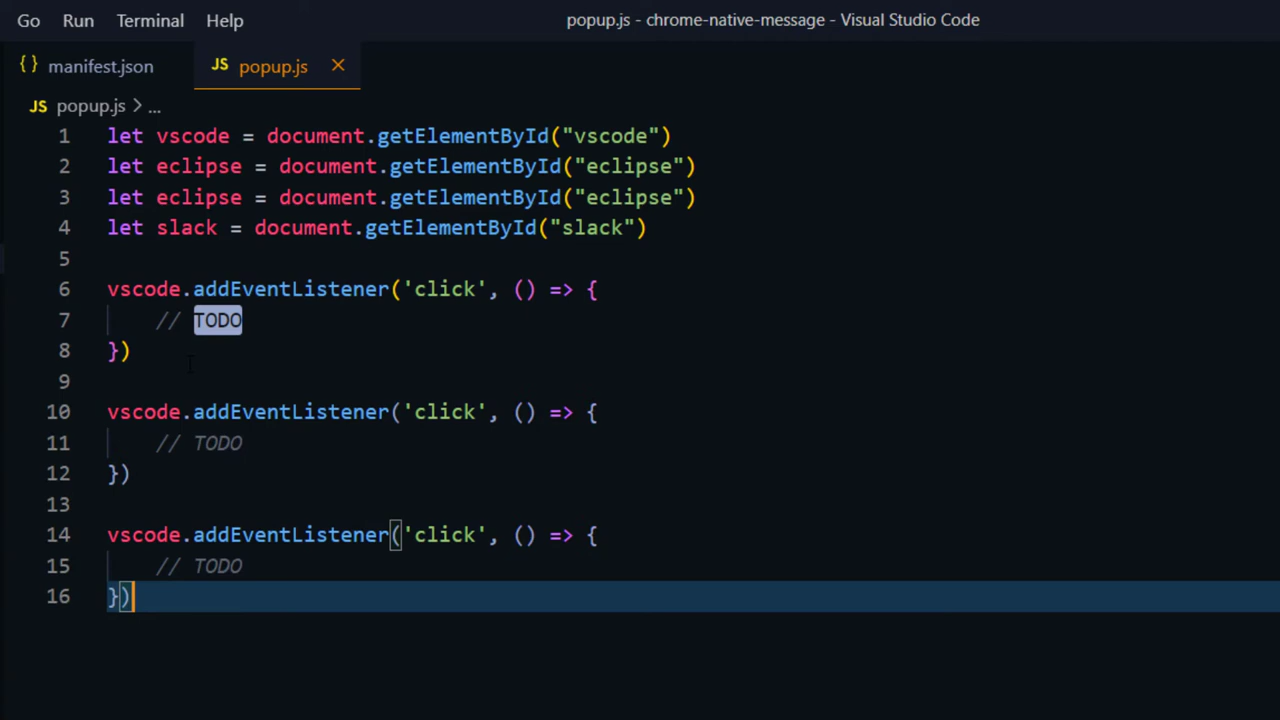 Go Run Terminal Help popup.js - chrome-native-message - Visual Studio Code
{} manifest.json JS popup.js ×
JS popup.js > ...
1 let vscode = document.getElementById("vscode")
2 let eclipse = document.getElementById("eclipse")
3 let eclipse = document.getElementById("eclipse")
4 let slack = document.getElementById("slack")
5
6 vscode.addEventListener('click', () => {
7 // TODO
8 })
9
10 vscode.addEventListener('click', () => {
11 // TODO
12 })
13
14 vscode.addEventListener('click', () => {
15 // TODO
16 })